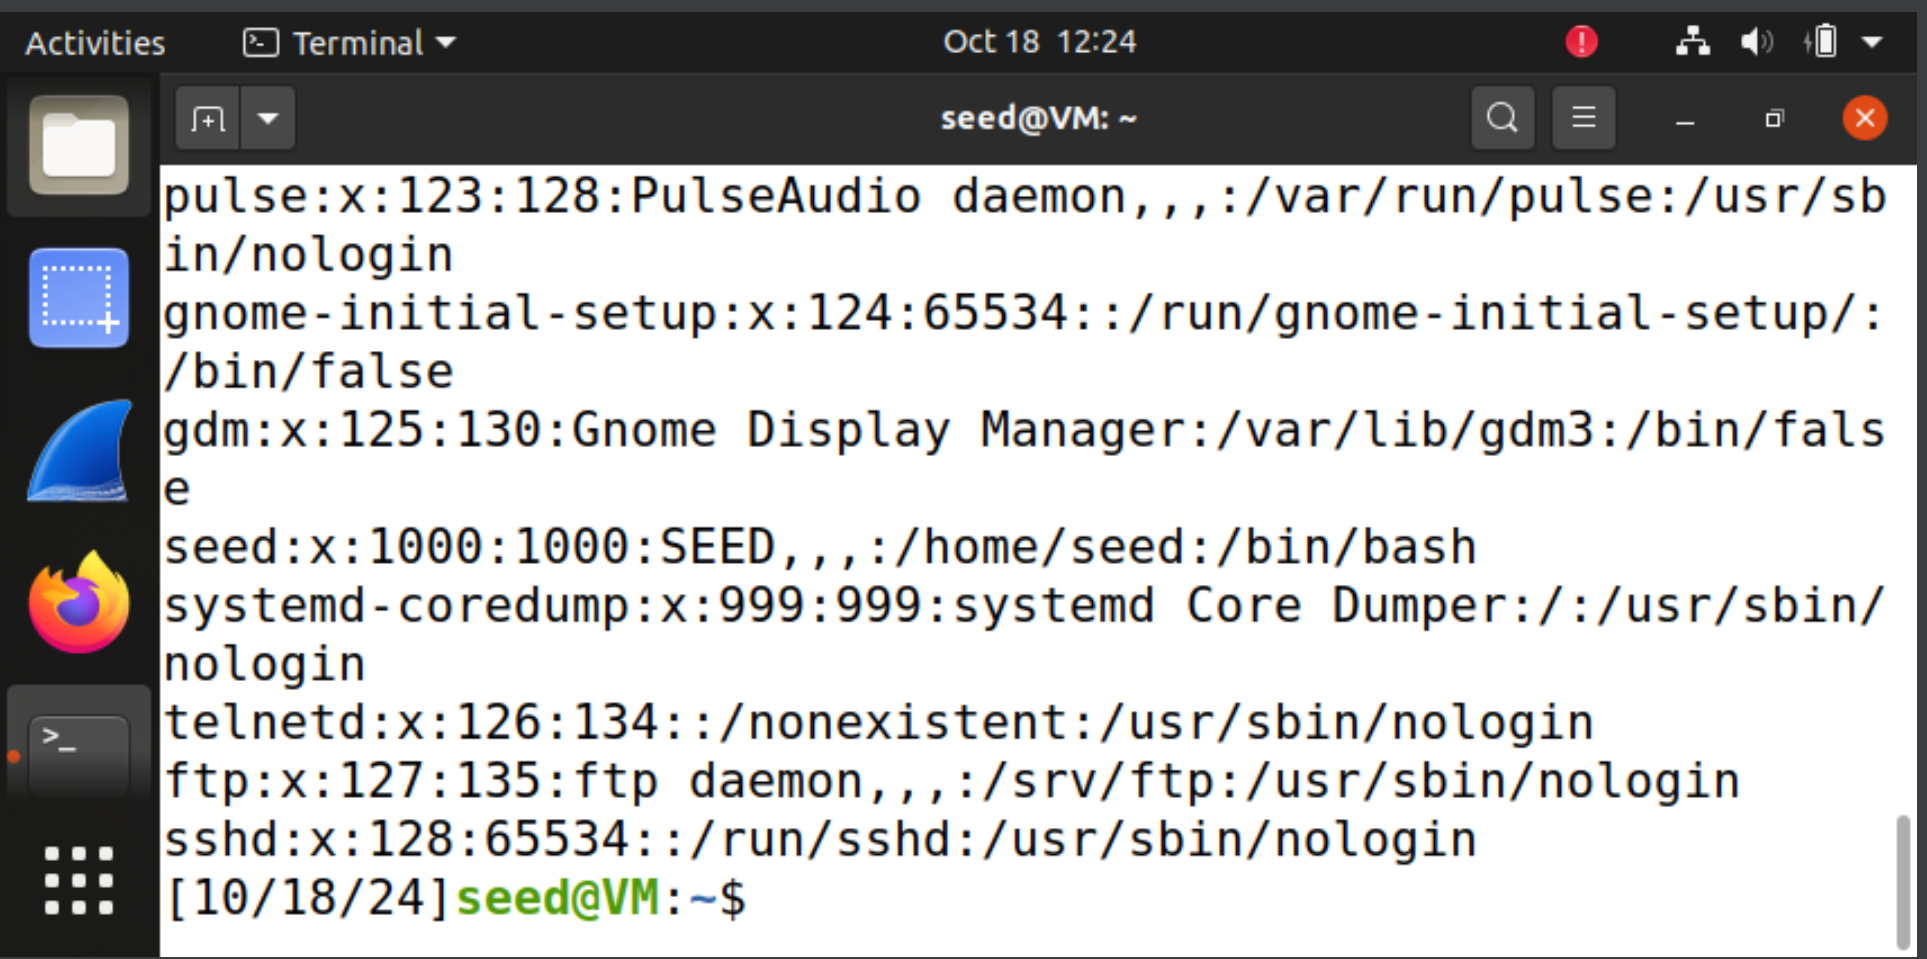 Activities
Terminal
Oct 18 12:24
seed@VM: ~
pulse:x:123:128:PulseAudio daemon,,,:/var/run/pulse:/usr/sb
in/nologin
gnome-initial-setup:x:124:65534::/run/gnome-initial-setup/:
/bin/false
gdm:x:125:130:Gnome Display Manager:/var/lib/gdm3:/bin/fals
e
seed:x:1000:1000:SEED,,,:/home/seed:/bin/bash
systemd-coredump:x:999:999:systemd Core Dumper:/:/usr/sbin/
nologin
telnetd:x:126:134::/nonexistent:/usr/sbin/nologin
ftp:x:127:135:ftp daemon,,,:/srv/ftp:/usr/sbin/nologin
sshd:x:128:65534::/run/sshd:/usr/sbin/nologin
[10/18/24]seed@VM:~$